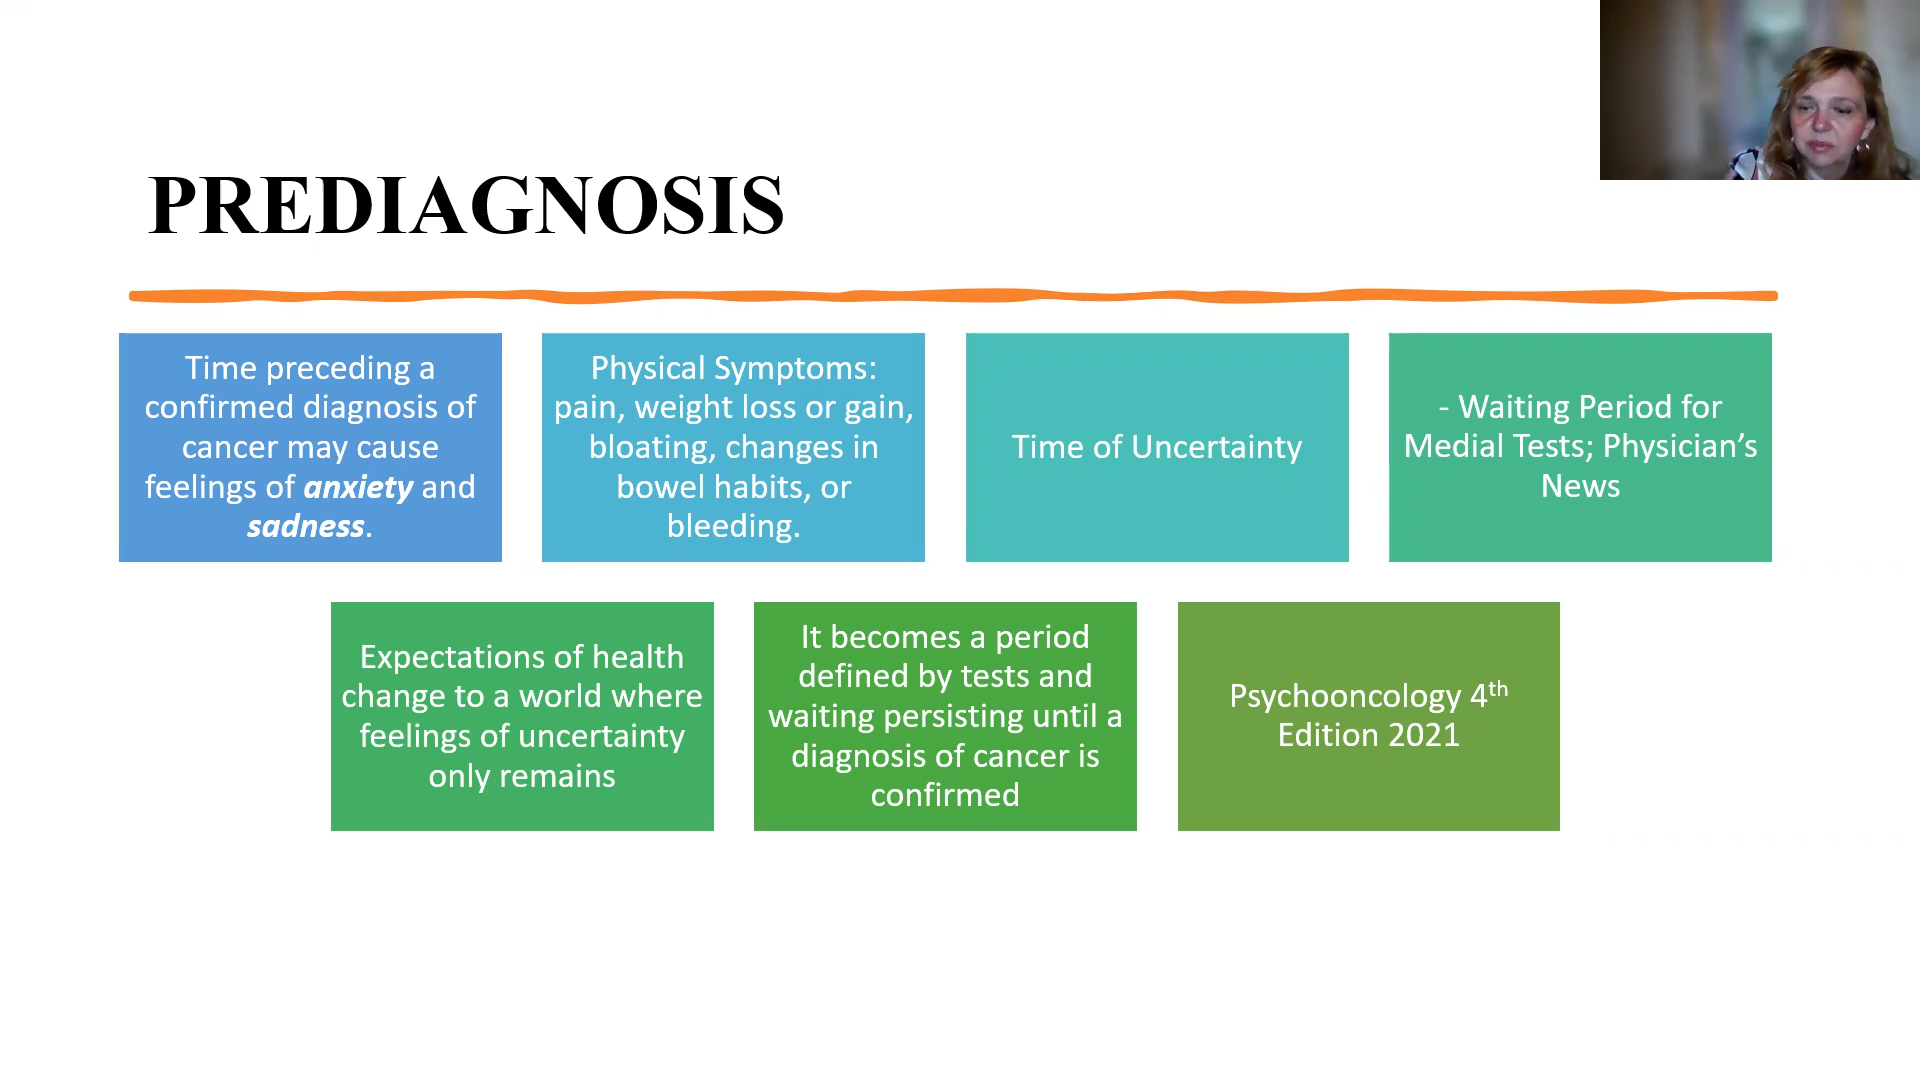 PREDIAGNOSIS
Time preceding a
confirmed diagnosis of
cancer may cause
feelings of anxiety and
sadness.
Physical Symptoms:
pain, weight loss or gain,
bloating, changes in
bowel habits, or
bleeding.
Time of Uncertainty
- Waiting Period for
Medial Tests; Physician’s
News
Expectations of health
change to a world where
feelings of uncertainty
only remains
It becomes a period
defined by tests and
waiting persisting until a
diagnosis of cancer is
confirmed
Psychooncology 4th
Edition 2021